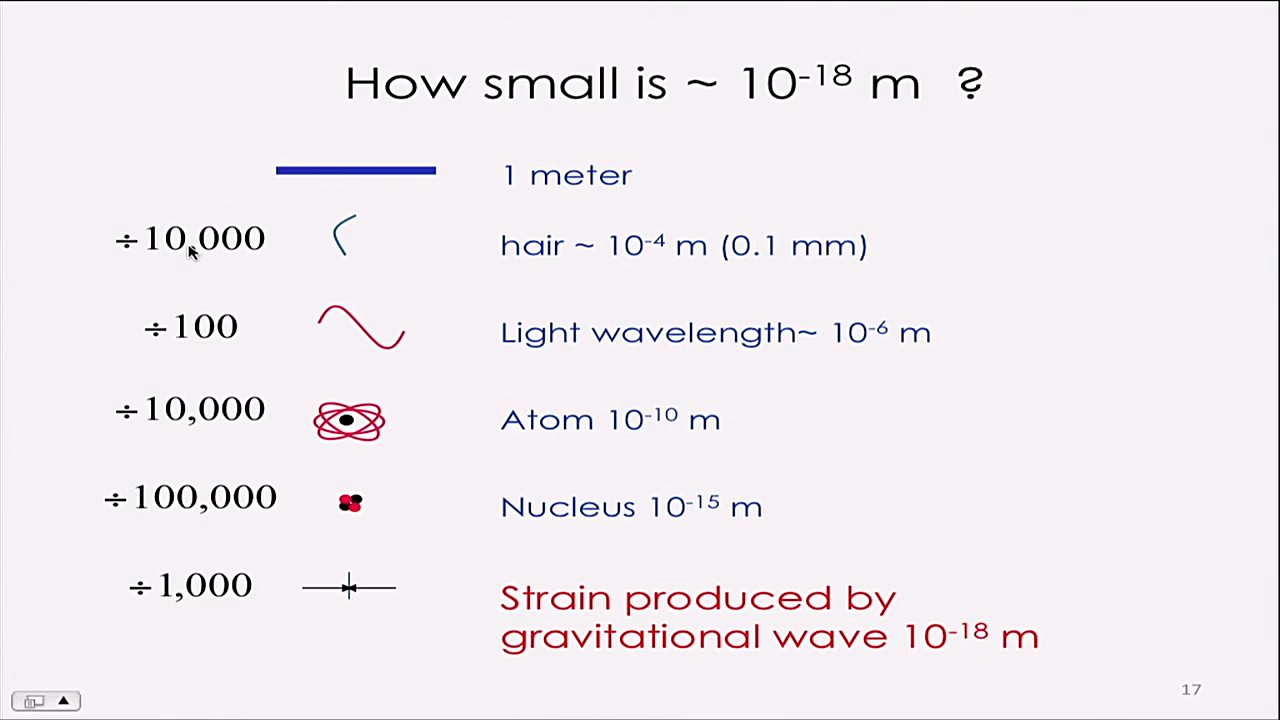 How small is ~ 10⁻¹⁸ m ?
1 meter
÷10,000 hair ~ 10⁻⁴ m (0.1 mm)
÷100 Light wavelength~ 10⁻⁶ m
÷10,000 Atom 10⁻¹⁰ m
÷100,000 Nucleus 10⁻¹⁵ m
÷1,000 Strain produced by
gravitational wave 10⁻¹⁸ m
17